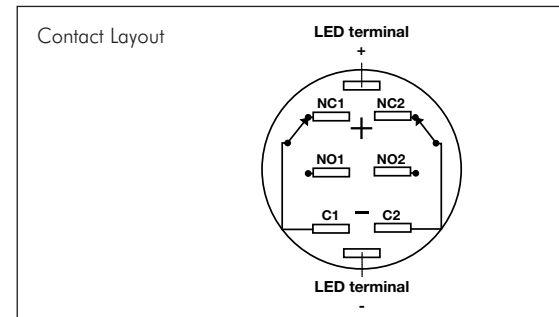 Contact Layout
LED terminal
+
NC1 NC2
+
NO1 NO2
-
C1 C2
LED terminal
-